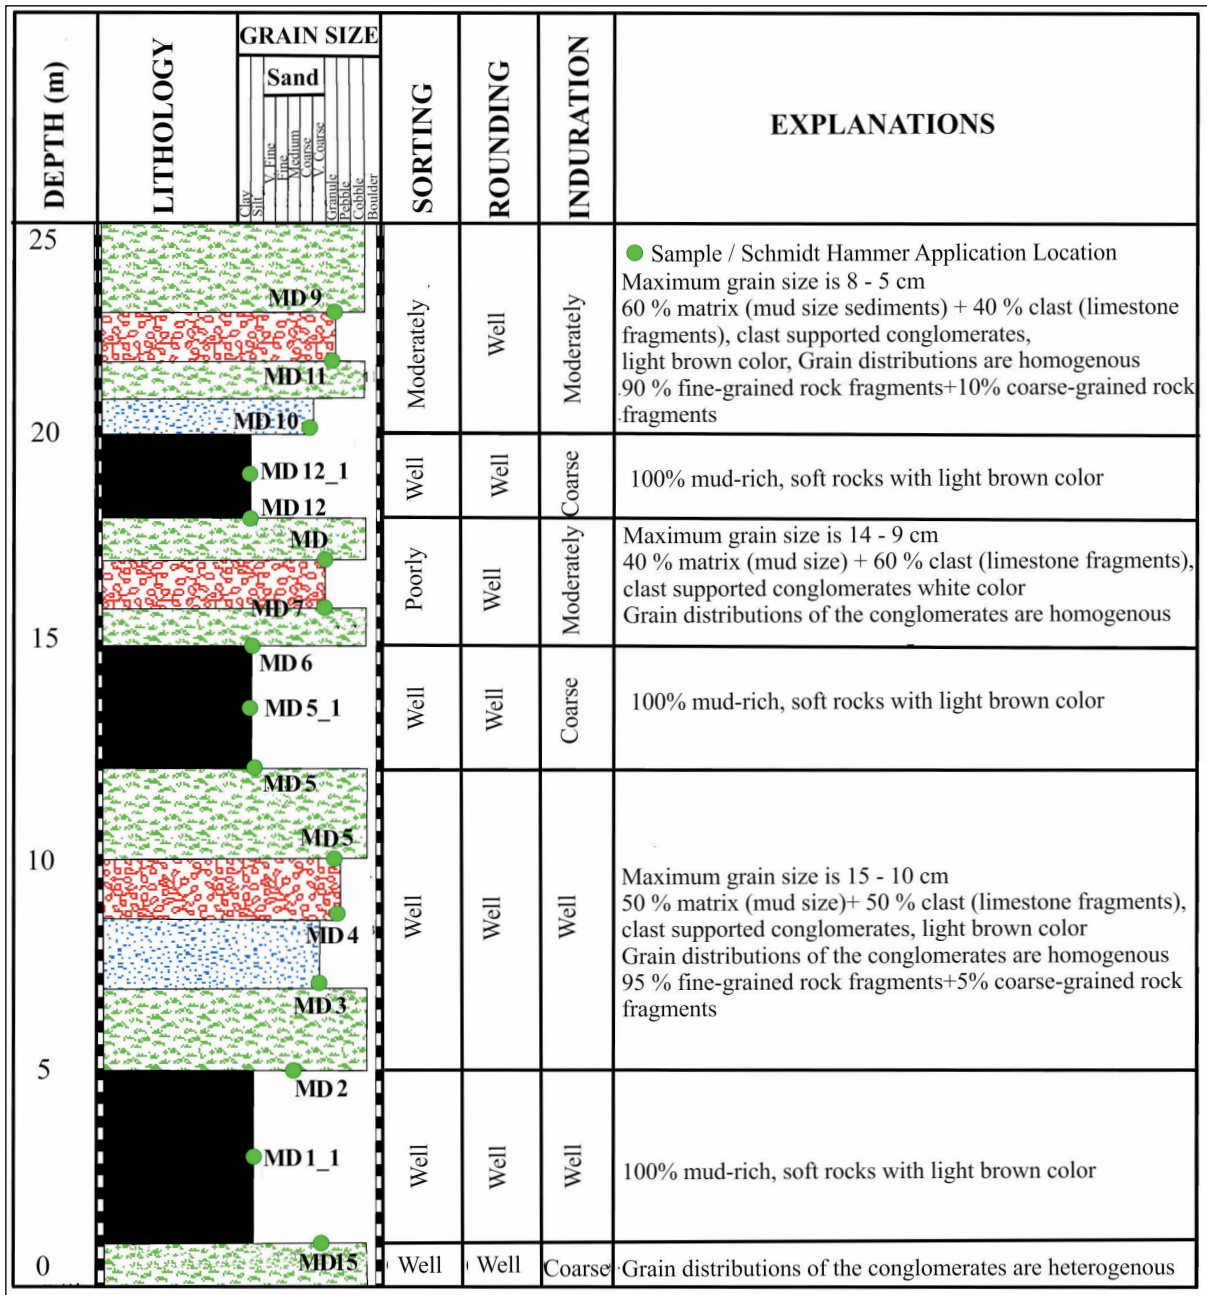 DEPTH (m)
LITHOLOGY
GRAIN SIZE
Sand
Clay
Silt
V. Fine
Fine
Medium
Coarse
V. Coarse
Granule
Pebble
Cobble
Boulder
SORTING
ROUNDING
INDURATION
EXPLANATIONS
25
MD 9
MD 11
MD 10
Moderately
Well
Moderately
Sample / Schmidt Hammer Application Location
Maximum grain size is 8 - 5 cm
60 % matrix (mud size sediments) + 40 % clast (limestone
fragments), clast supported conglomerates,
light brown color, Grain distributions are homogenous
90 % fine-grained rock fragments+10% coarse-grained rock
fragments
20
MD 12_1
MD 12
Well
Well
Coarse
100% mud-rich, soft rocks with light brown color
MD
MD 7
Poorly
Well
Moderately
Maximum grain size is 14 - 9 cm
40 % matrix (mud size) + 60 % clast (limestone fragments),
clast supported conglomerates white color
Grain distributions of the conglomerates are homogenous
15
MD 6
MD 5_1
Well
Well
Coarse
100% mud-rich, soft rocks with light brown color
MD 5
MD 5
10
MD 4
MD 3
Well
Well
Well
Maximum grain size is 15 - 10 cm
50 % matrix (mud size)+ 50 % clast (limestone fragments),
clast supported conglomerates, light brown color
Grain distributions of the conglomerates are homogenous
95 % fine-grained rock fragments+5% coarse-grained rock
fragments
5
MD 2
MD 1_1
Well
Well
Well
100% mud-rich, soft rocks with light brown color
0
MD15
Well
Well
Coarse
Grain distributions of the conglomerates are heterogenous